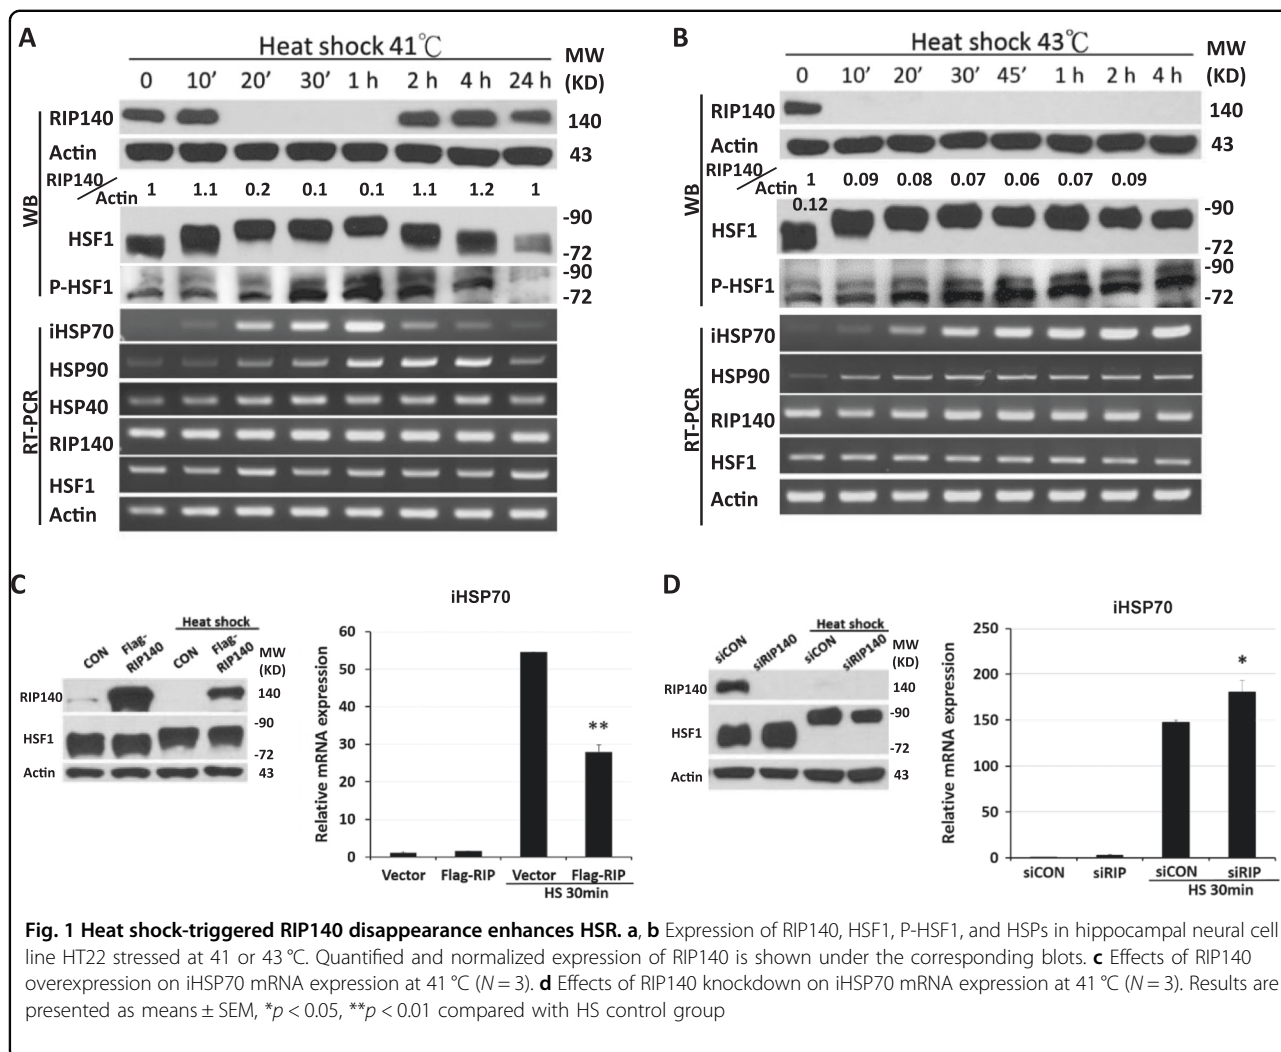 A
Heat shock 41℃
MW
(KD)
0 10’ 20’ 30’ 1 h 2 h 4 h 24 h
WB
RIP140
140
Actin
43
RIP140/Actin 1 1.1 0.2 0.1 0.1 1.1 1.2 1
HSF1
-90
-72
P-HSF1
-90
-72
RT-PCR
iHSP70
HSP90
HSP40
RIP140
HSF1
Actin
B
Heat shock 43℃
MW
(KD)
0 10’ 20’ 30’ 45’ 1 h 2 h 4 h
WB
RIP140
140
Actin
43
RIP140/Actin 1 0.09 0.08 0.07 0.06 0.07 0.09
0.12
HSF1
-90
-72
P-HSF1
-90
-72
RT-PCR
iHSP70
HSP90
RIP140
HSF1
Actin
C
Heat shock
CON Flag-RIP140 CON Flag-RIP140
MW
(KD)
RIP140
140
HSF1
-90
-72
Actin
43
iHSP70
Relative mRNA expression
60
50
40
30
20
10
0
**
Vector Flag-RIP Vector Flag-RIP
HS 30min
D
Heat shock
siCON siRIP140 siCON siRIP140
MW
(KD)
RIP140
140
HSF1
-90
-72
Actin
43
iHSP70
Relative mRNA expression
250
200
150
100
50
0
*
siCON siRIP siCON siRIP
HS 30min
Fig. 1 Heat shock-triggered RIP140 disappearance enhances HSR. a, b Expression of RIP140, HSF1, P-HSF1, and HSPs in hippocampal neural cell
line HT22 stressed at 41 or 43 °C. Quantified and normalized expression of RIP140 is shown under the corresponding blots. c Effects of RIP140
overexpression on iHSP70 mRNA expression at 41 °C (N = 3). d Effects of RIP140 knockdown on iHSP70 mRNA expression at 41 °C (N = 3). Results are
presented as means ± SEM, *p < 0.05, **p < 0.01 compared with HS control group